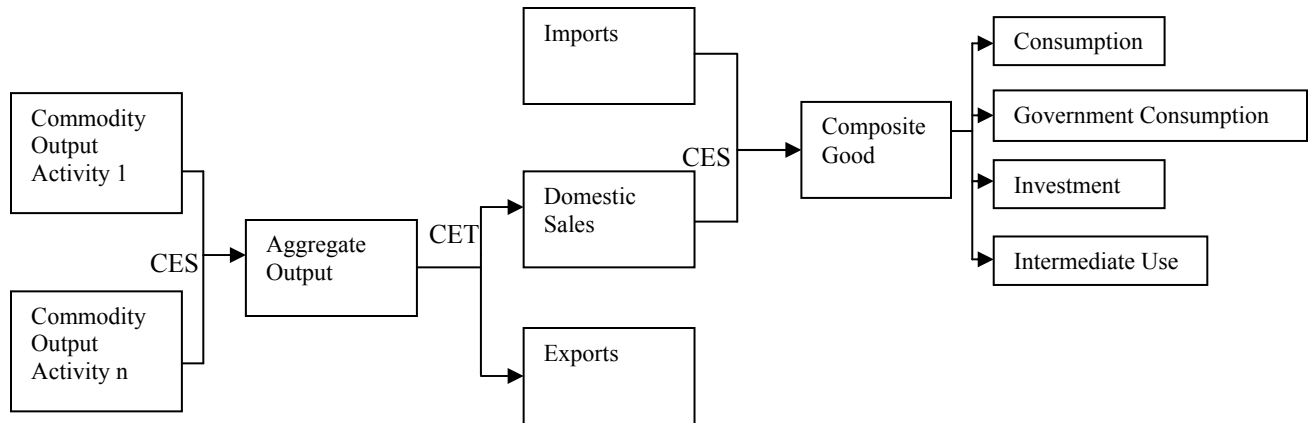 Commodity
Output
Activity 1
Commodity
Output
Activity n
CES
Aggregate
Output
CET
Imports
Domestic
Sales
Exports
CES
Composite
Good
Consumption
Government Consumption
Investment
Intermediate Use